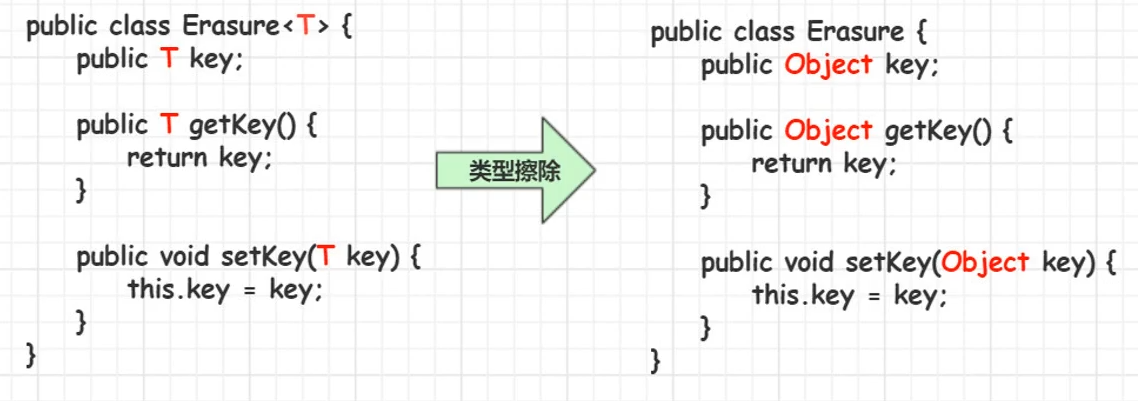 public class Erasure<T> {
public T key;
public T getKey() {
return key;
}
public void setKey(T key) {
this.key = key;
}
}
类型擦除
public class Erasure {
public Object key;
public Object getKey() {
return key;
}
public void setKey(Object key) {
this.key = key;
}
}